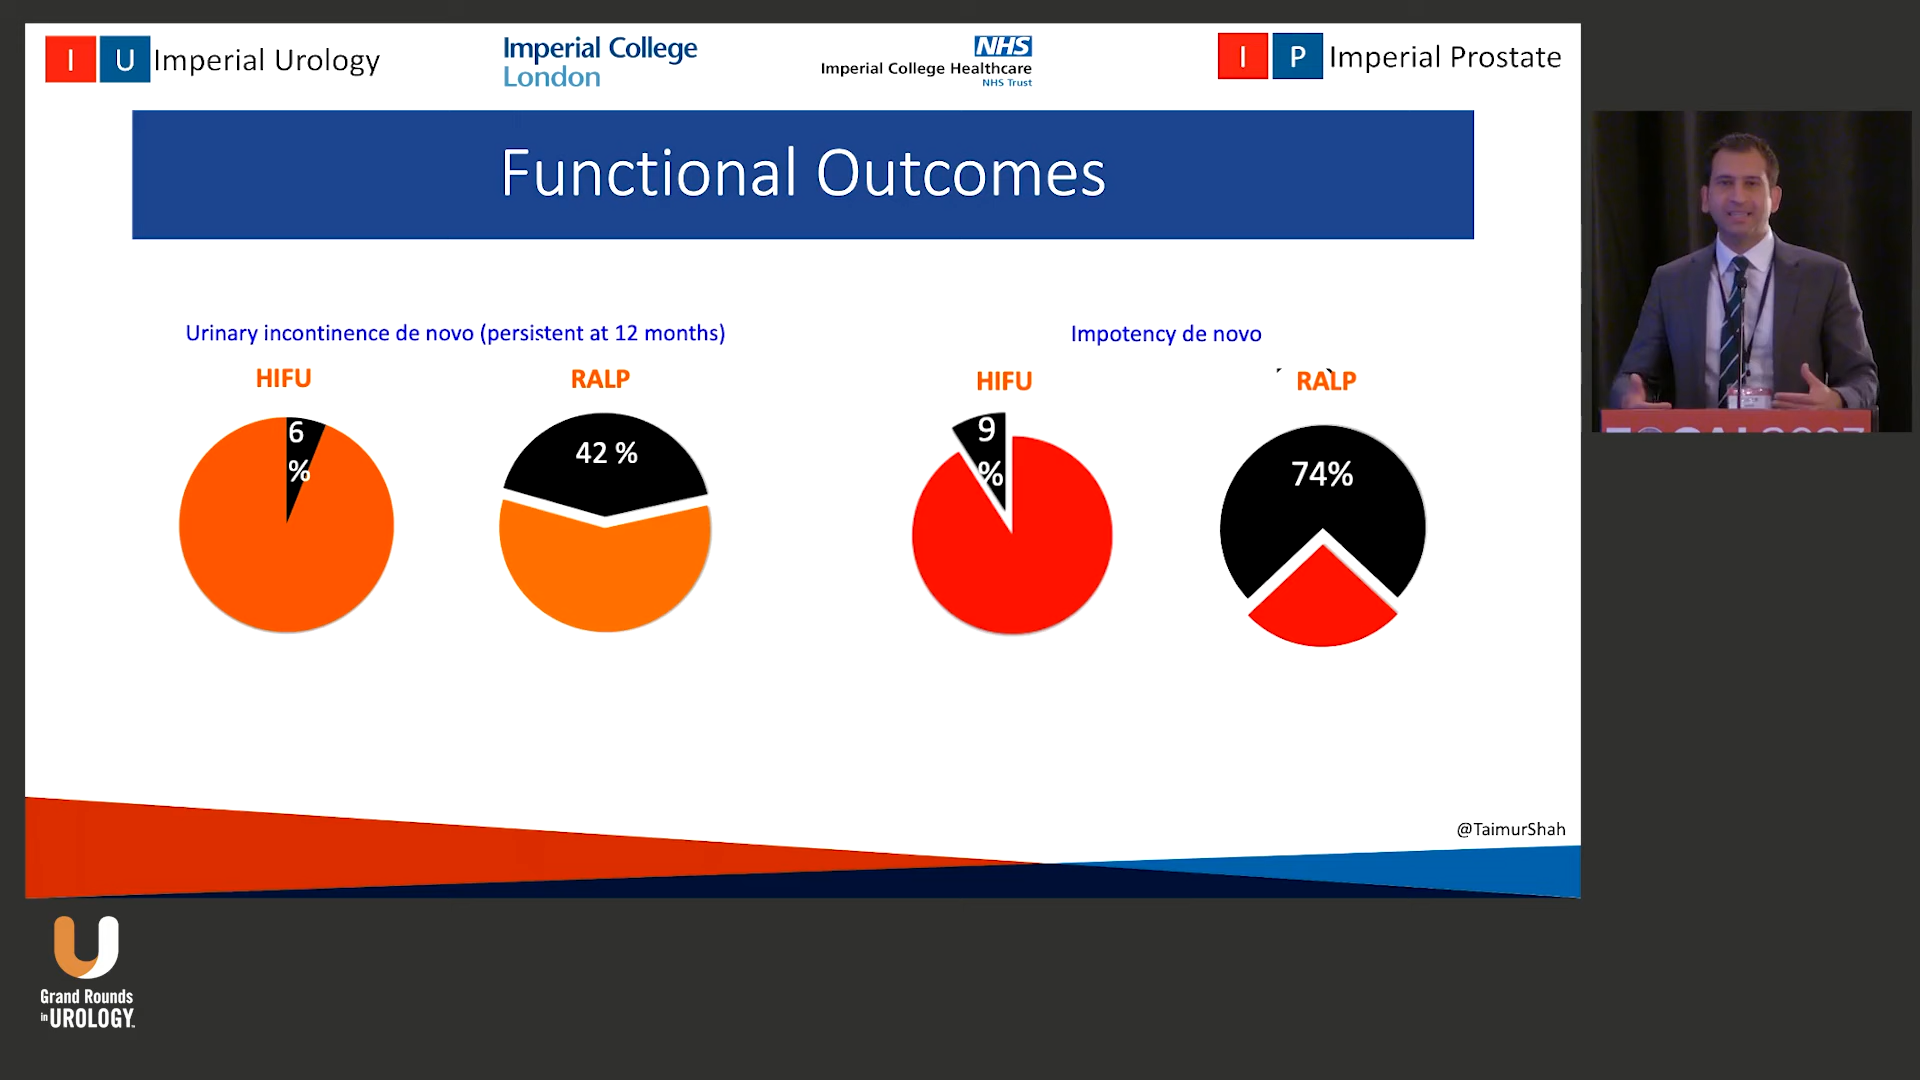 I U Imperial Urology
Imperial College
London
NHS
Imperial College Healthcare
NHS Trust
I P Imperial Prostate
Functional Outcomes
Urinary incontinence de novo (persistent at 12 months)
HIFU
RALP
6
%
42 %
Impotency de novo
HIFU
RALP
9
%
74%
@TaimurShah
Grand Rounds
in UROLOGY